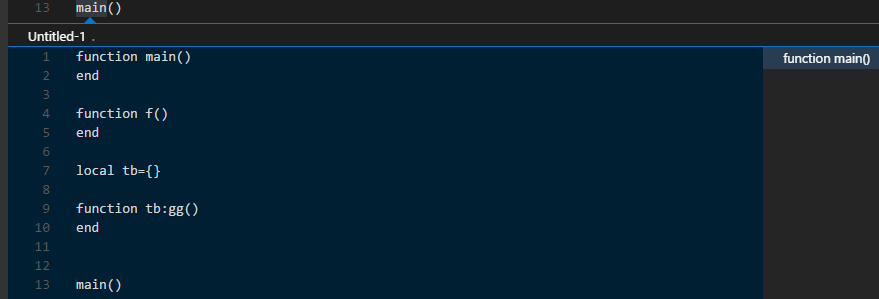 13 main()
Untitled-1 .
1 function main()
2 end
3
4 function f()
5 end
6
7 local tb={}
8
9 function tb:gg()
10 end
11
12
13 main()
function main()